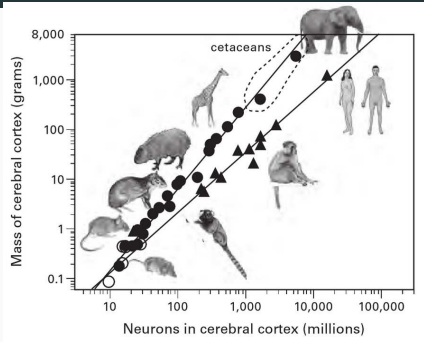 8,000
cetaceans
1,000
100
10
1
0.1
Mass of cerebral cortex (grams)
10 100 1,000 10,000 100,000
Neurons in cerebral cortex (millions)